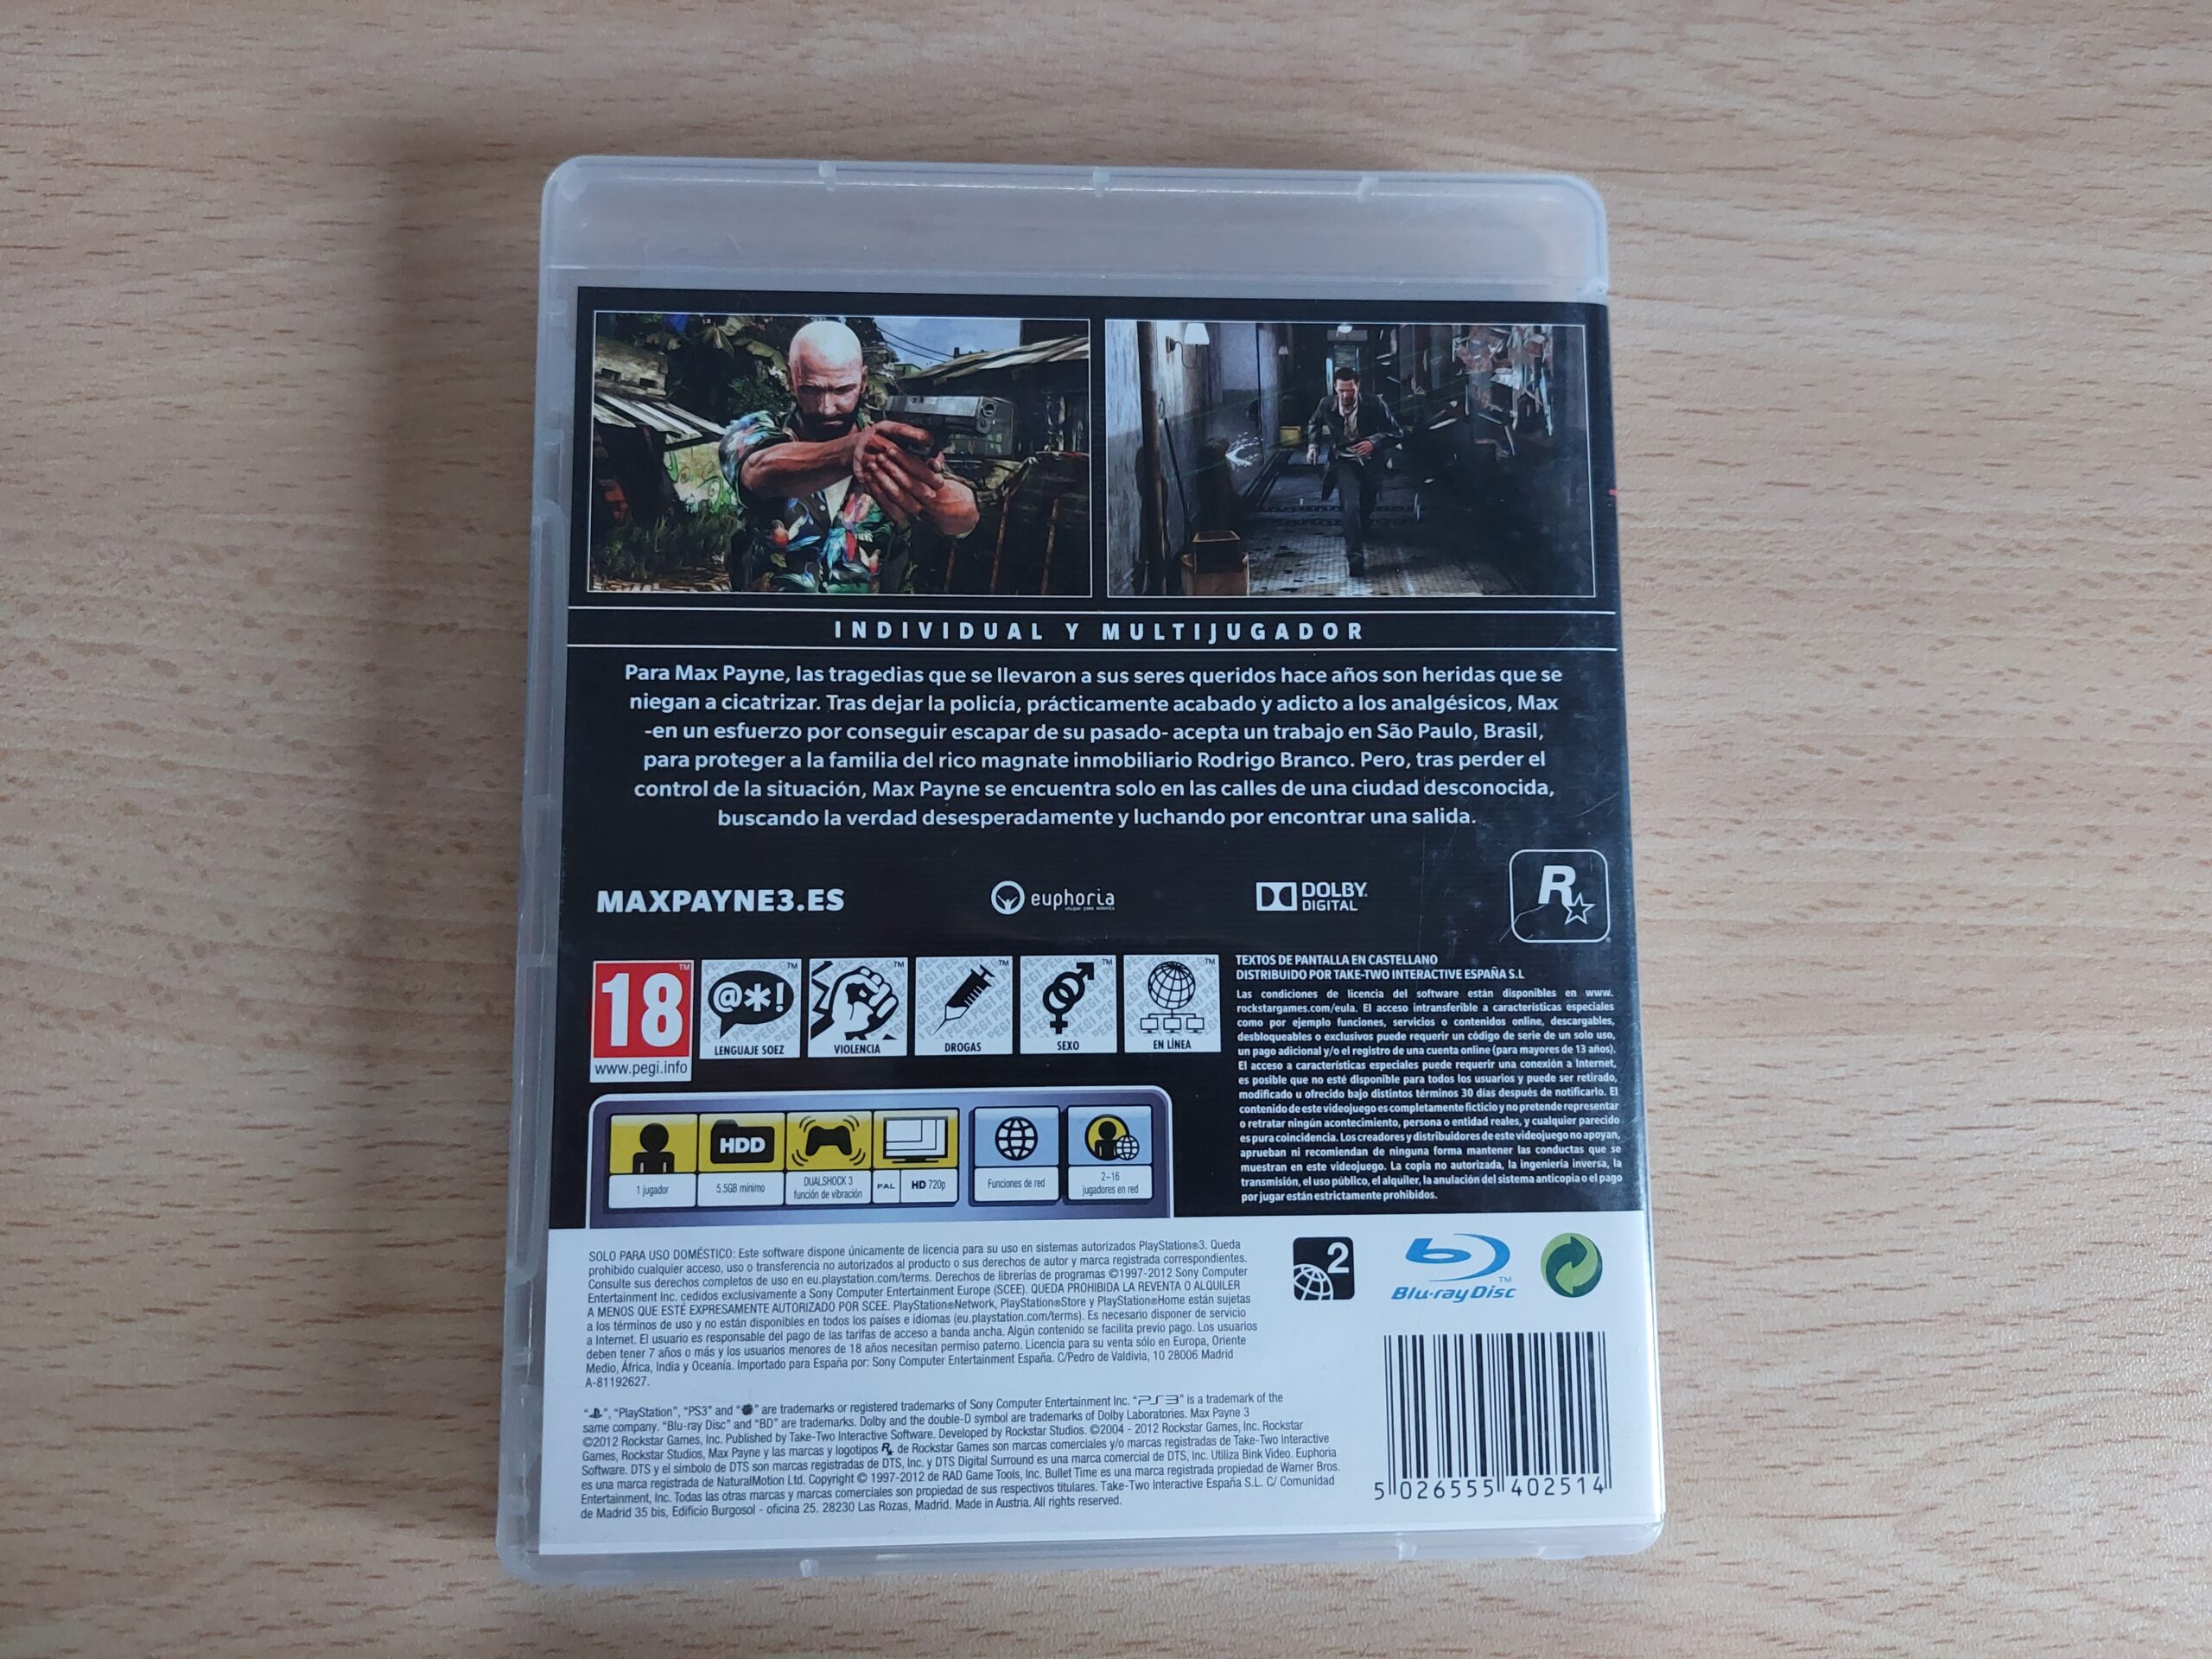 INDIVIDUAL Y MULTIJUGADOR
Para Max Payne, las tragedias que se llevaron a sus seres queridos hace años son heridas que se
niegan a cicatrizar. Tras dejar la policía, prácticamente acabado y adicto a los analgésicos, Max
-en un esfuerzo por conseguir escapar de su pasado- acepta un trabajo en São Paulo, Brasil,
para proteger a la familia del rico magnate inmobiliario Rodrigo Branco. Pero, tras perder el
control de la situación, Max Payne se encuentra solo en las calles de una ciudad desconocida,
buscando la verdad desesperadamente y luchando por encontrar una salida.
MAXPAYNE3.ES
euphoria
DOLBY
DIGITAL
R
18
www.pegi.info
@*!
LENGUAJE SOEZ
VIOLENCIA
DROGAS
SEXO
EN LÍNEA
TEXTOS DE PANTALLA EN CASTELLANO
DISTRIBUIDO POR TAKE-TWO INTERACTIVE ESPAÑA S.L
Las condiciones de licencia del software están disponibles en www.
rockstargames.com/eula. El acceso intransferible a características especiales
como por ejemplo funciones, servicios o contenidos online, descargables,
desbloqueables o exclusivos puede requerir un código de serie de un solo uso,
un pago adicional y/o el registro de una cuenta online (para mayores de 13 años).
El acceso a características especiales puede requerir una conexión a Internet,
es posible que no esté disponible para todos los usuarios y puede ser retirado,
modificado u ofrecido bajo distintos términos 30 días después de notificarlo. El
contenido de este videojuego es completamente ficticio y no pretende representar
o retratar ningún acontecimiento, persona o entidad reales, y cualquier parecido
es pura coincidencia. Los creadores y distribuidores de este videojuego no apoyan,
aprueban ni recomiendan de ninguna forma mantener las conductas que se
muestran en este videojuego. La copia no autorizada, la ingeniería inversa, la
transmisión, el uso público, el alquiler, la anulación del sistema anticopia o el pago
por jugar están estrictamente prohibidos.
HDD
1 jugador
5.5GB mínimo
DUALSHOCK 3
función de vibración
PAL
HD 720p
Funciones de red
2-16
jugadores en red
SOLO PARA USO DOMÉSTICO: Este software dispone únicamente de licencia para su uso en sistemas autorizados PlayStation®3. Queda
prohibido cualquier acceso, uso o transferencia no autorizados al producto o sus derechos de autor y marca registrada correspondientes.
Consulte sus derechos completos de uso en eu.playstation.com/terms. Derechos de librerías de programas ©1997-2012 Sony Computer
Entertainment Inc. cedidos exclusivamente a Sony Computer Entertainment Europe (SCEE). QUEDA PROHIBIDA LA REVENTA O ALQUILER
A MENOS QUE ESTÉ EXPRESAMENTE AUTORIZADO POR SCEE. PlayStation®Network, PlayStation®Store y PlayStation®Home están sujetas
a los términos de uso y no están disponibles en todos los países e idiomas (eu.playstation.com/terms). Es necesario disponer de servicio
a Internet. El usuario es responsable del pago de las tarifas de acceso a banda ancha. Algún contenido se facilita previo pago. Los usuarios
deben tener 7 años o más y los usuarios menores de 18 años necesitan permiso paterno. Licencia para su venta sólo en Europa, Oriente
Medio, África, India y Oceanía. Importado para España por: Sony Computer Entertainment España. C/Pedro de Valdivia, 10 28006 Madrid
A-81192627.
2
Blu-ray Disc™
"", "PlayStation", "PS3" and "" are trademarks or registered trademarks of Sony Computer Entertainment Inc. "PS3" is a trademark of the
same company. "Blu-ray Disc" and "BD" are trademarks. Dolby and the double-D symbol are trademarks of Dolby Laboratories. Max Payne 3
©2012 Rockstar Games, Inc. Published by Take-Two Interactive Software. Developed by Rockstar Studios. ©2004 - 2012 Rockstar Games, Inc. Rockstar
Games, Rockstar Studios, Max Payne y las marcas y logotipos R de Rockstar Games son marcas comerciales y/o marcas registradas de Take-Two Interactive
Software. DTS y el símbolo de DTS son marcas registradas de DTS, Inc. y DTS Digital Surround es una marca comercial de DTS, Inc. Utiliza Bink Video. Euphoria
es una marca registrada de NaturalMotion Ltd. Copyright © 1997-2012 de RAD Game Tools, Inc. Bullet Time es una marca registrada propiedad de Warner Bros.
Entertainment, Inc. Todas las otras marcas y marcas comerciales son propiedad de sus respectivos titulares. Take-Two Interactive España S.L. C/ Comunidad
de Madrid 35 bis, Edificio Burgosol - oficina 25. 28230 Las Rozas, Madrid. Made in Austria. All rights reserved.
5 026555 402514